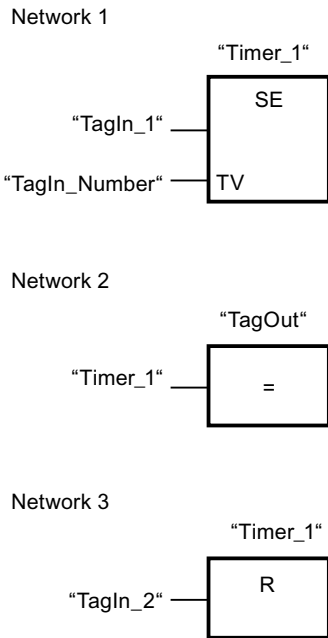 Network 1
“Timer_1“
SE
“TagIn_1“
“TagIn_Number“
TV
Network 2
“TagOut“
“Timer_1“
=
Network 3
“Timer_1“
R
“TagIn_2“